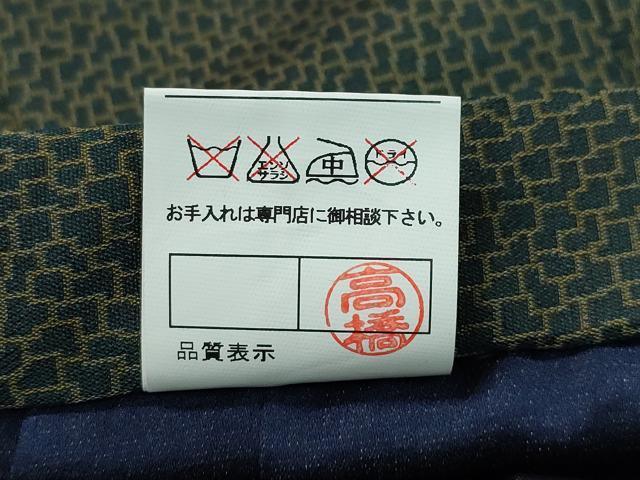 エンソ
サラシ
中
ドライ
お手入れは専門店に御相談下さい。
高橋
品質表示